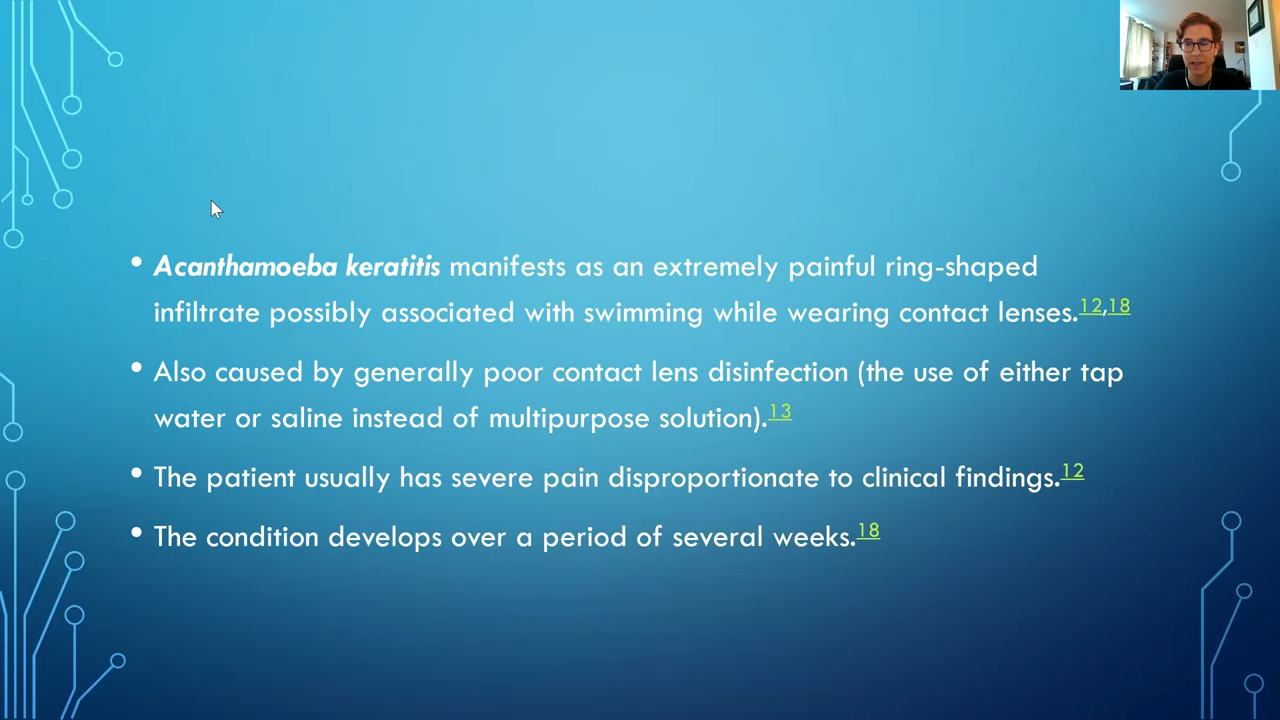 • Acanthamoeba keratitis manifests as an extremely painful ring-shaped
infiltrate possibly associated with swimming while wearing contact lenses.12,18
• Also caused by generally poor contact lens disinfection (the use of either tap
water or saline instead of multipurpose solution).13
• The patient usually has severe pain disproportionate to clinical findings.12
• The condition develops over a period of several weeks.18